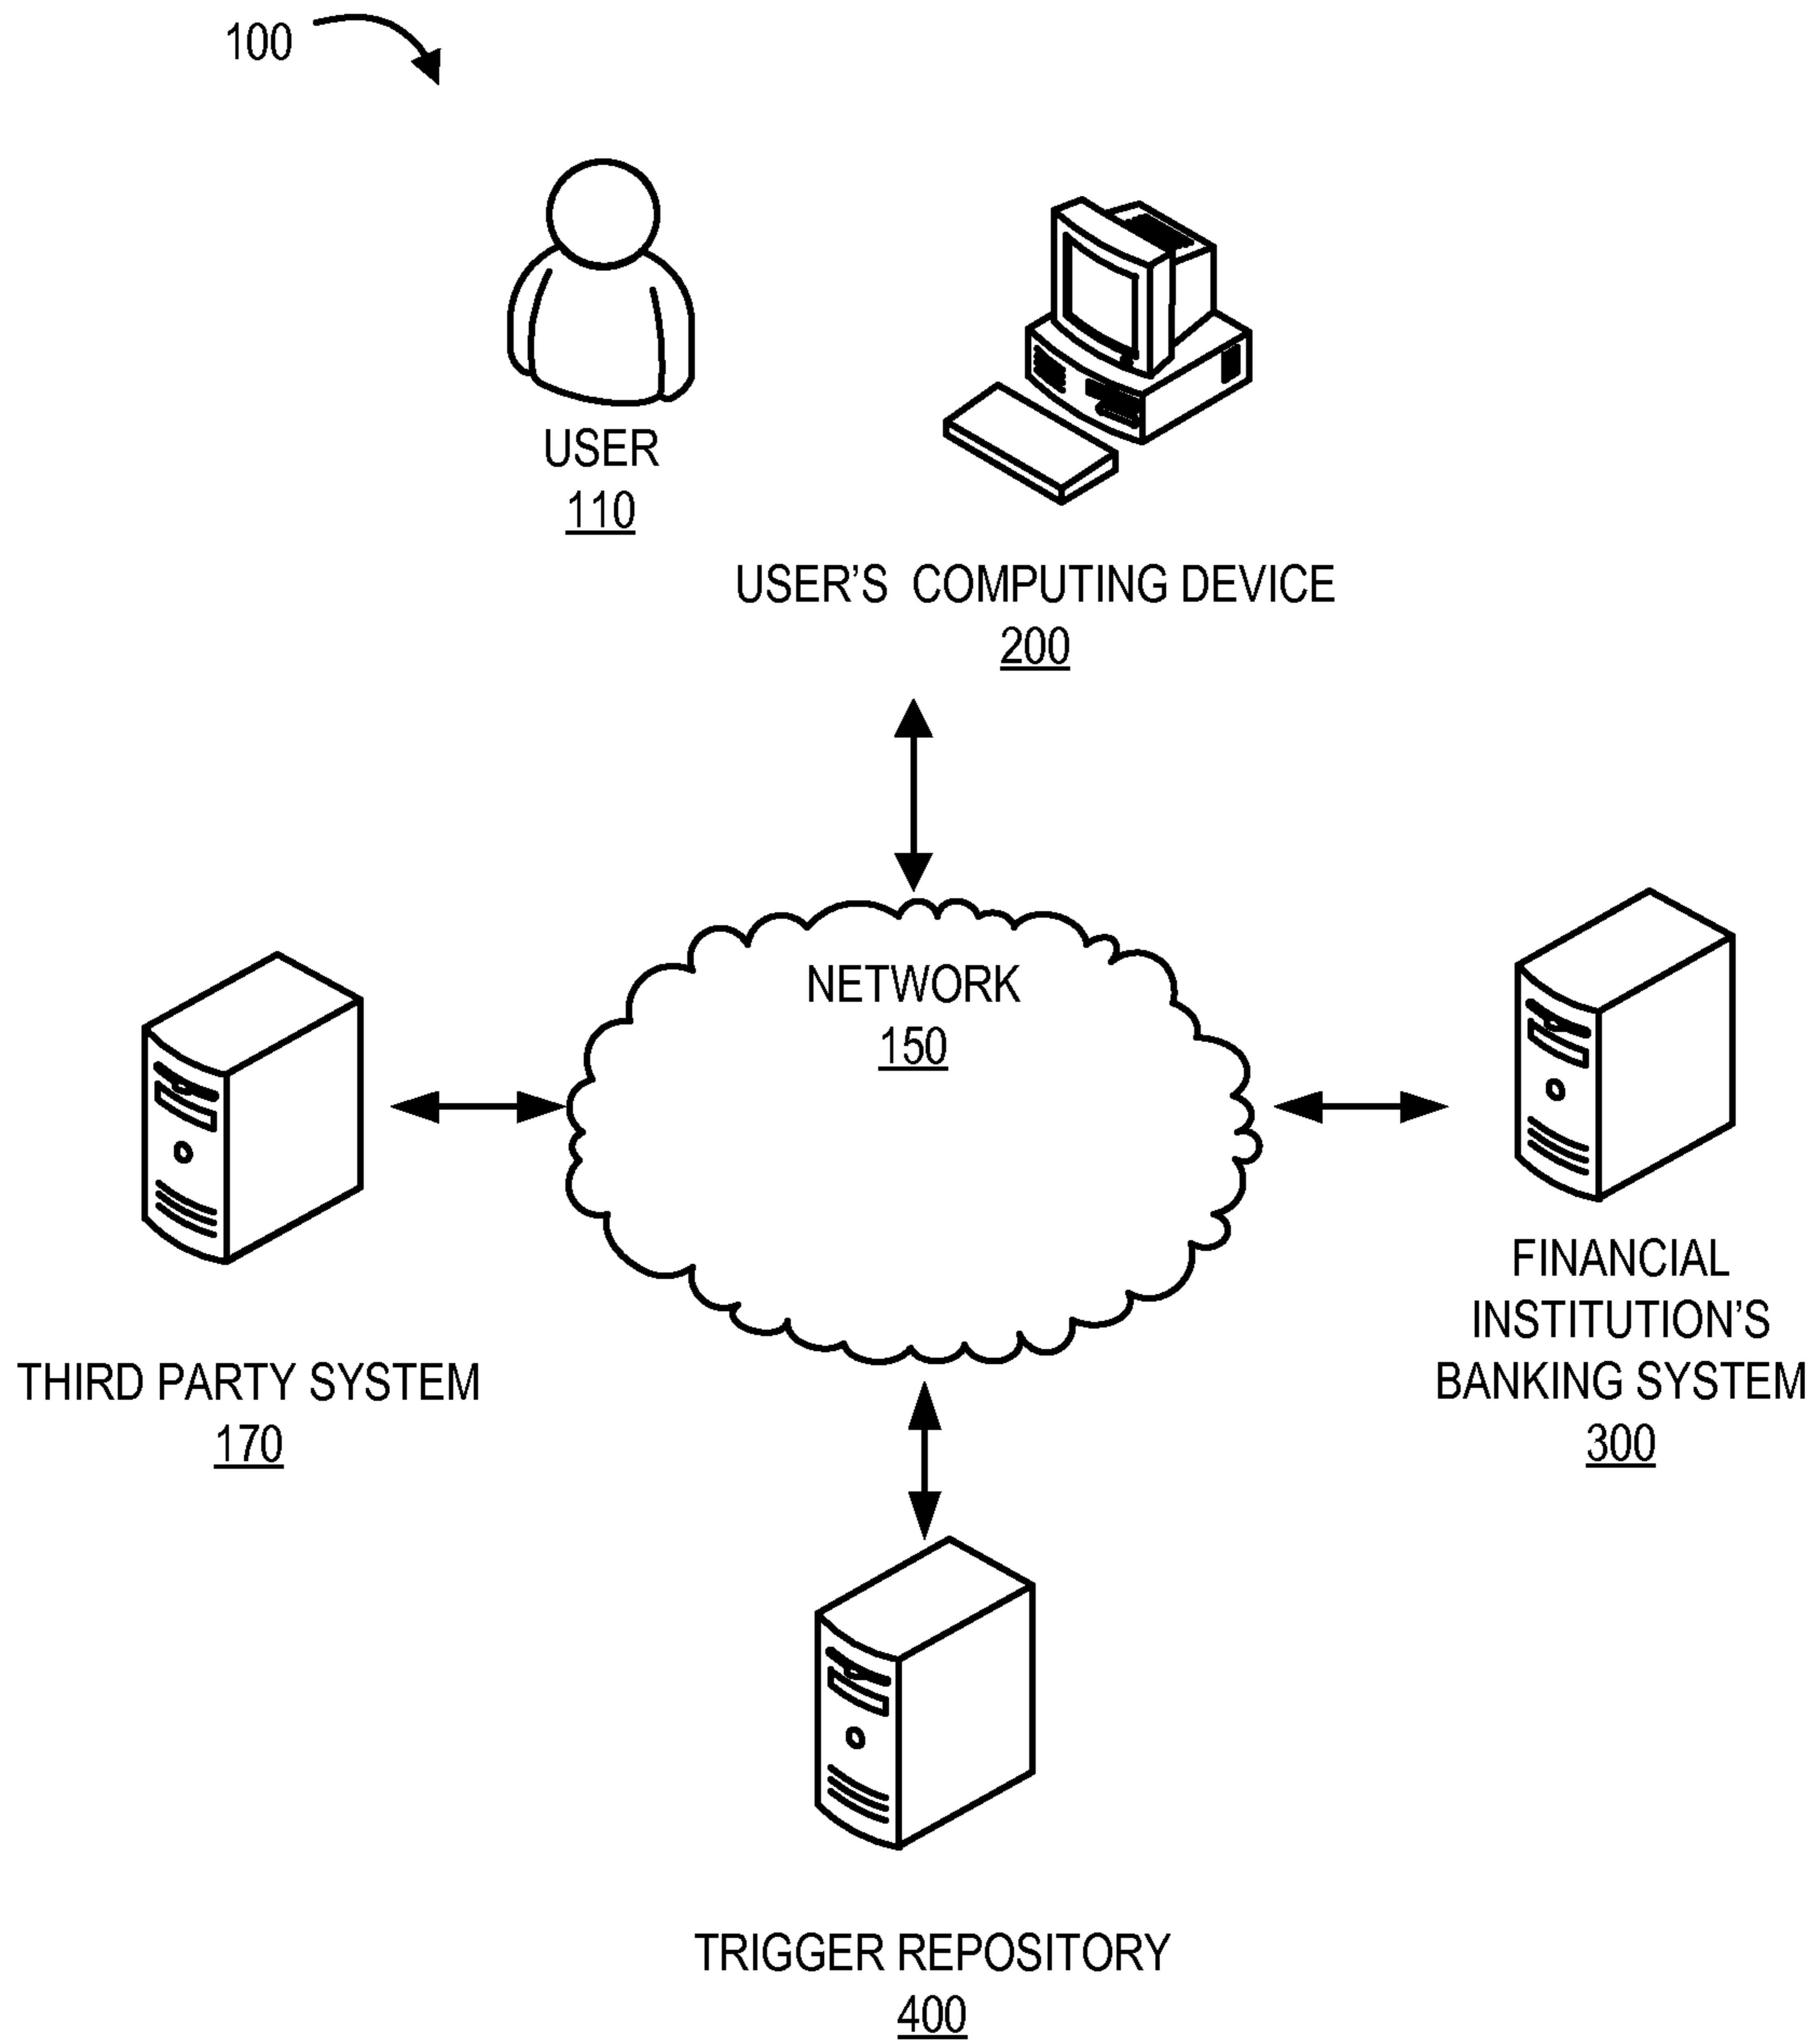 100
USER
110
USER'S COMPUTING DEVICE
200
NETWORK
150
THIRD PARTY SYSTEM
170
FINANCIAL
INSTITUTION'S
BANKING SYSTEM
300
TRIGGER REPOSITORY
400